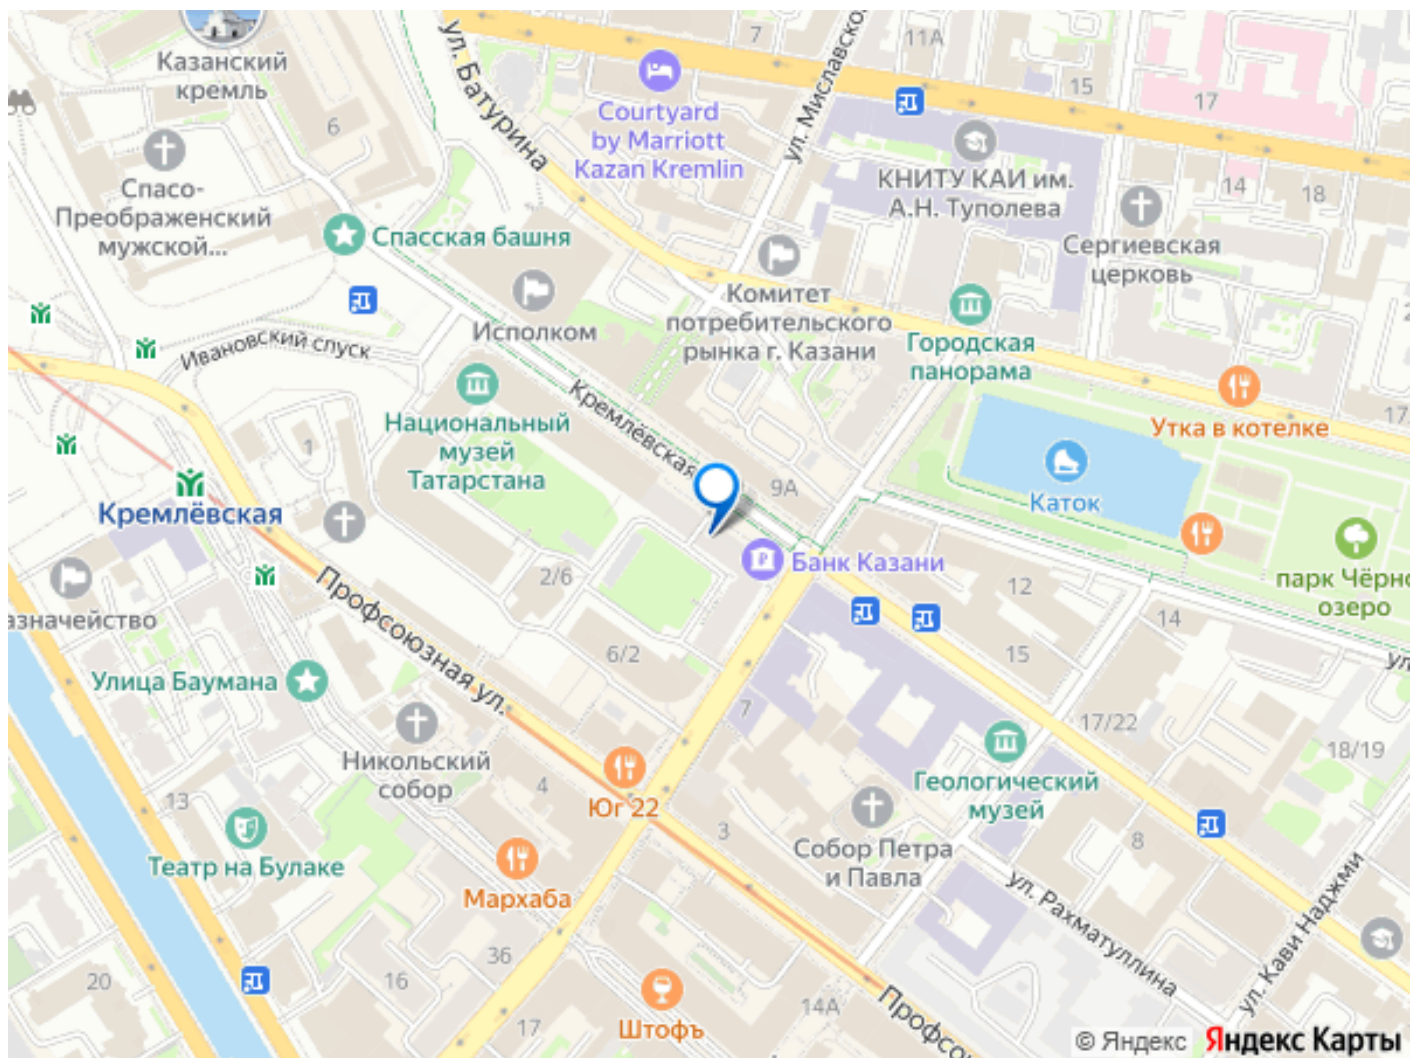 Казанский
кремль
6
ул. Батурина
7
Courtyard
by Marriott
Kazan Kremlin
ул. Миславско
11А
15
17
КНИТУ КАИ им.
А.Н. Туполева
14
18
Сергиевская
церковь
Спасо-
Преображенский
мужской...
Спасская башня
Исполком
Комитет
потребительского
рынка г. Казани
Городская
панорама
Ивановский спуск
Национальный
музей
Татарстана
1
Кремлёвская
9А
Утка в котелке
17
2
Каток
Кремлёвская
Банк Казани
парк Чёрно
озеро
азначейство
2/6
12
14
15
6/2
ул
Профсоюзная ул.
Улица Баумана
Никольский
собор
7
17/22
18/19
Геологический
музей
13
4
Юг 22
3
8
Театр на Булаке
Мархаба
Собор Петра
и Павла
ул. Рахматуллина
ул. Кави Наджми
36
20
16
17
Штофъ
14А
Профсою
© Яндекс
Яндекс Карты